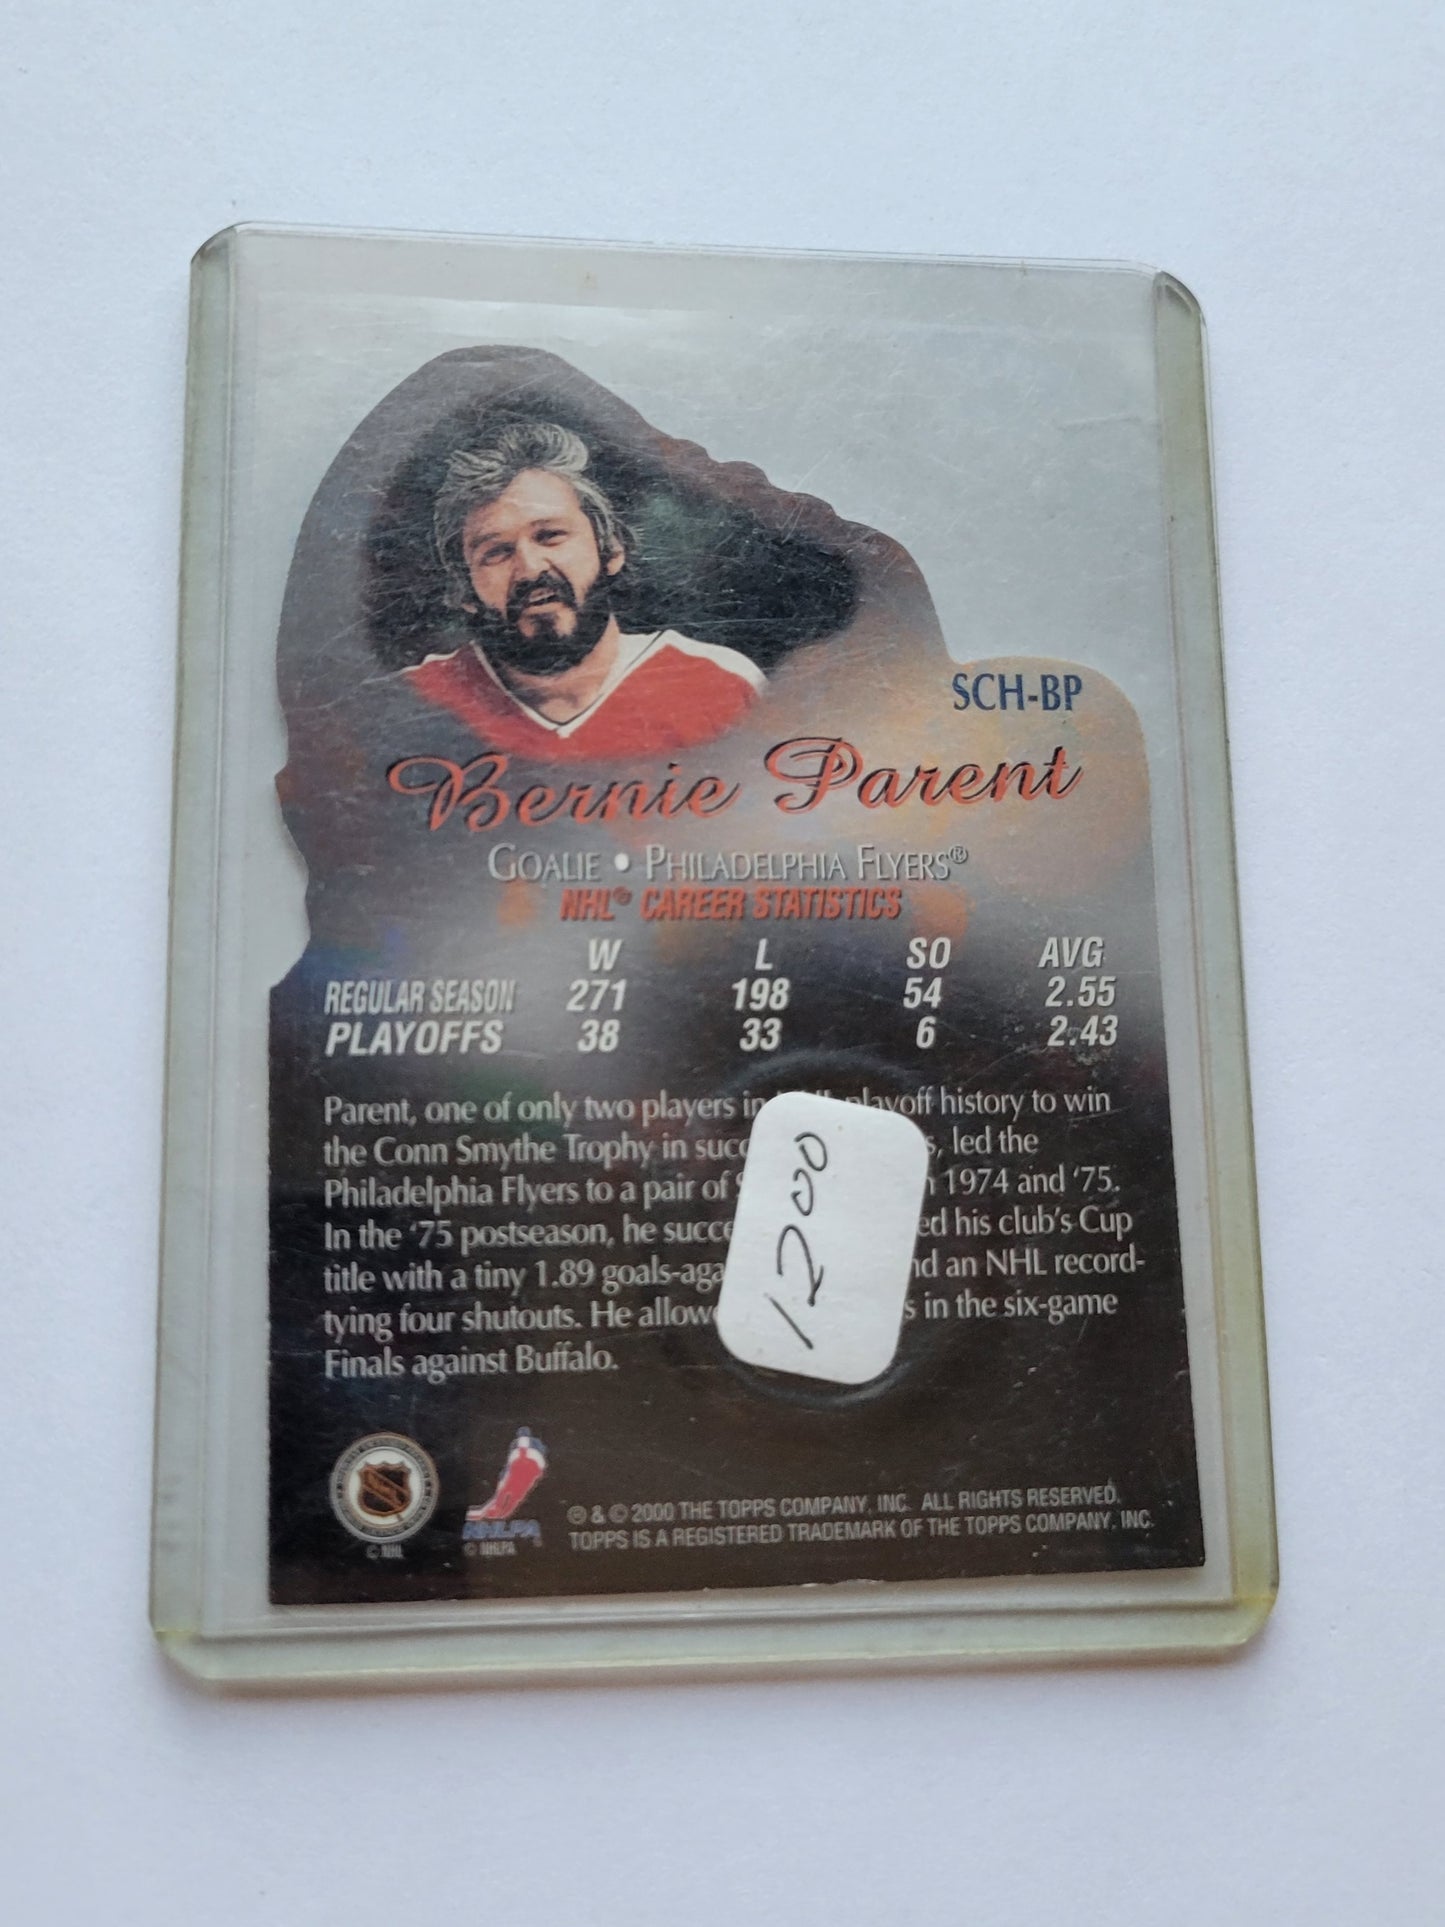 SCH-BP
Bernie Parent
GOALIE • PHILADELPHIA FLYERS®
NHL® CAREER STATISTICS
W L SO AVG
REGULAR SEASON 271 198 54 2.55
PLAYOFFS 38 33 6 2.43
Parent, one of only two players in playoff history to win
the Conn Smythe Trophy in led the
Philadelphia Flyers to a pair of 1974 and '75.
In the '75 postseason, he his club's Cup
title with a tiny 1.89 an NHL record-
tying four shutouts. He in the six-game
Finals against Buffalo.
1200
© NHL
NHLPA
© NHLPA
® & © 2000 THE TOPPS COMPANY, INC. ALL RIGHTS RESERVED.
TOPPS IS A REGISTERED TRADEMARK OF THE TOPPS COMPANY, INC.